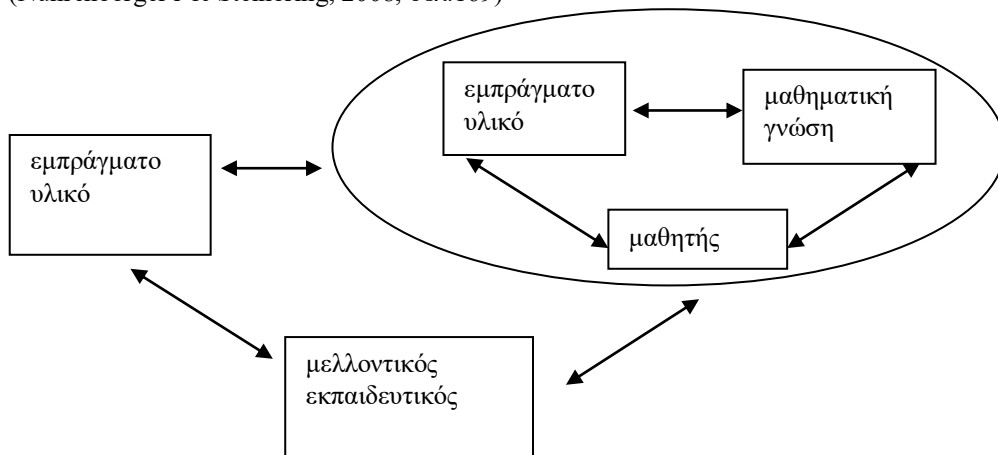 εμπράγματο
υλικό
μαθηματική
γνώση
εμπράγματο
υλικό
μαθητής
μελλοντικός
εκπαιδευτικός